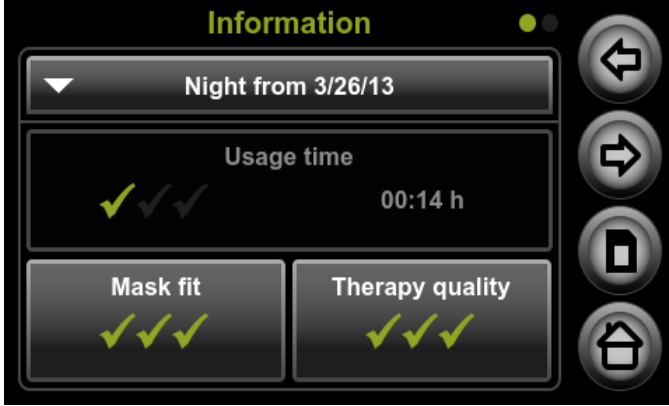 Information
Night from 3/26/13
Usage time
00:14 h
Mask fit
Therapy quality